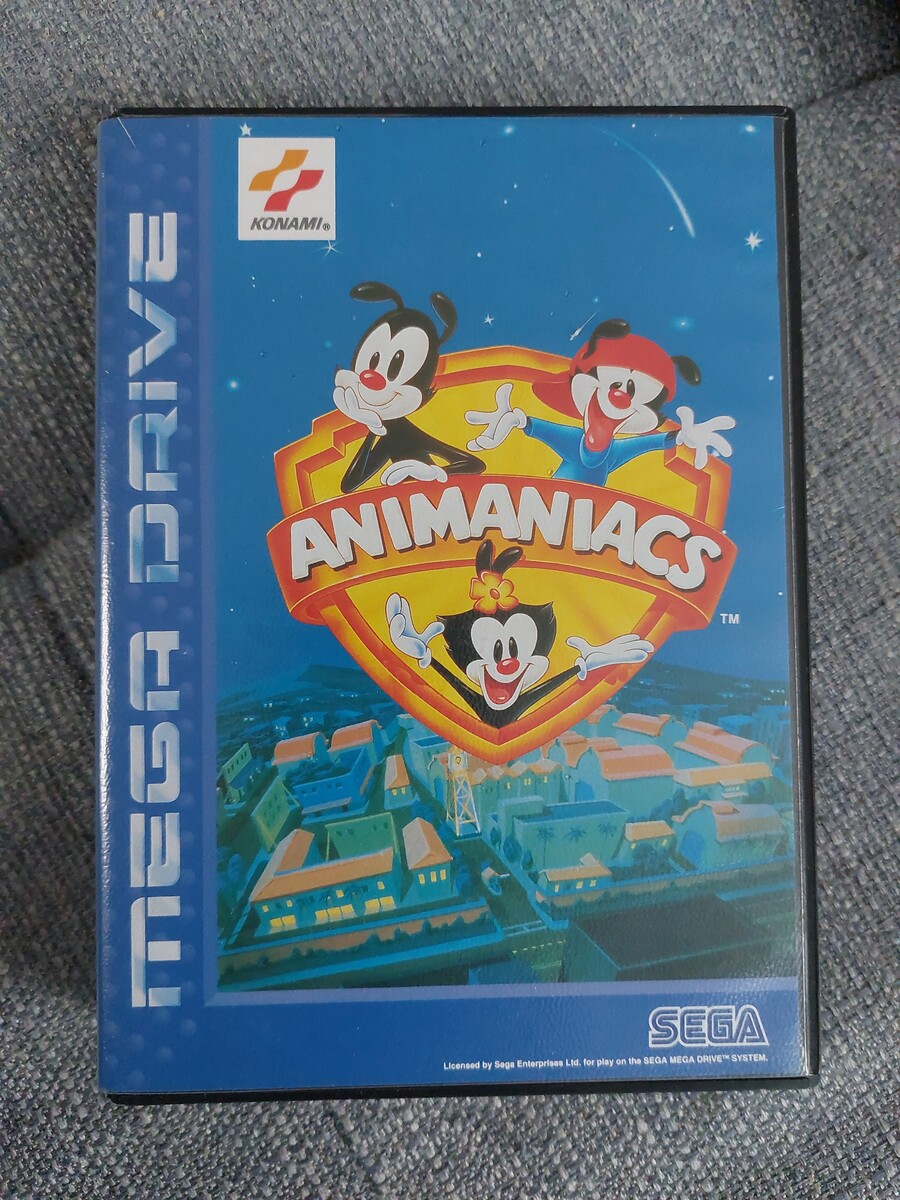 MEGA DRIVE
KONAMI®
ANIMANIACS
TM
SEGA
Licensed by Sega Enterprises Ltd. for play on the SEGA MEGA DRIVE™ SYSTEM.